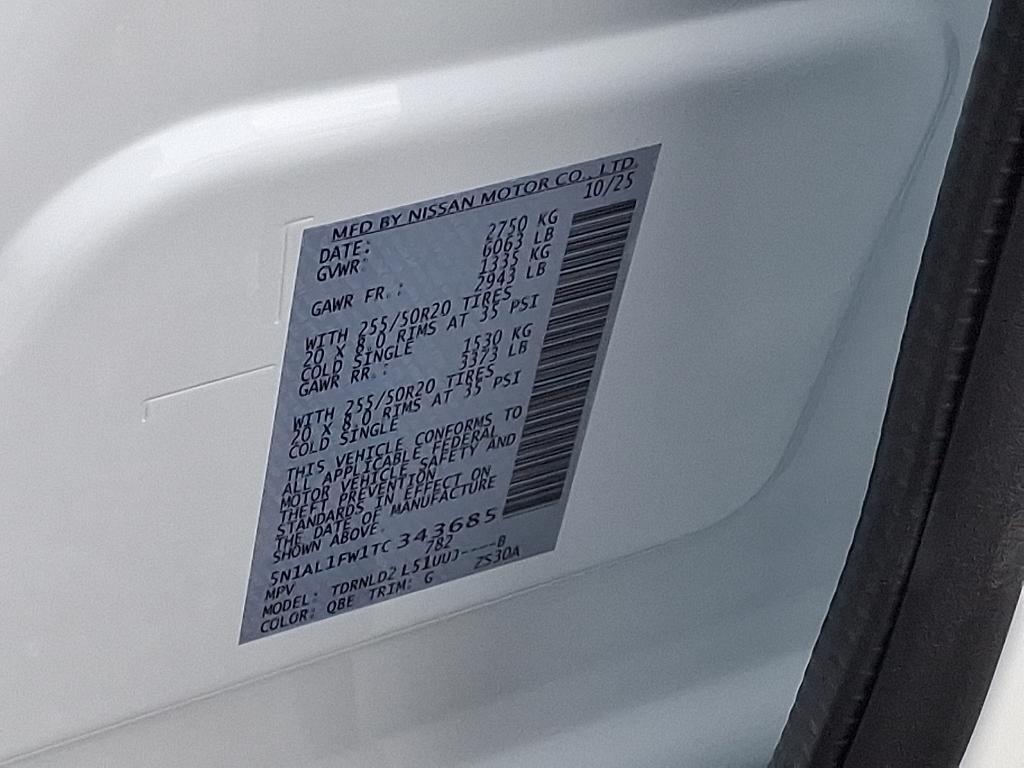 MFD BY NISSAN MOTOR CO., LTD.
DATE: 10/25
GVWR: 2750 KG
6063 LB
GAWR FR.: 1335 KG
2943 LB
WITH 255/50R20 TIRES
20 X 8.0 RIMS AT 35 PSI
COLD SINGLE
GAWR RR.: 1530 KG
3373 LB
WITH 255/50R20 TIRES
20 X 8.0 RIMS AT 35 PSI
COLD SINGLE
THIS VEHICLE CONFORMS TO
ALL APPLICABLE FEDERAL
MOTOR VEHICLE SAFETY AND
THEFT PREVENTION
STANDARDS IN EFFECT ON
THE DATE OF MANUFACTURE
SHOWN ABOVE.
5N1AL1FW1TC343685
MPV 782
MODEL: TDRNLD2 L51UUJ----B
COLOR: QBE TRIM: G ZS30A